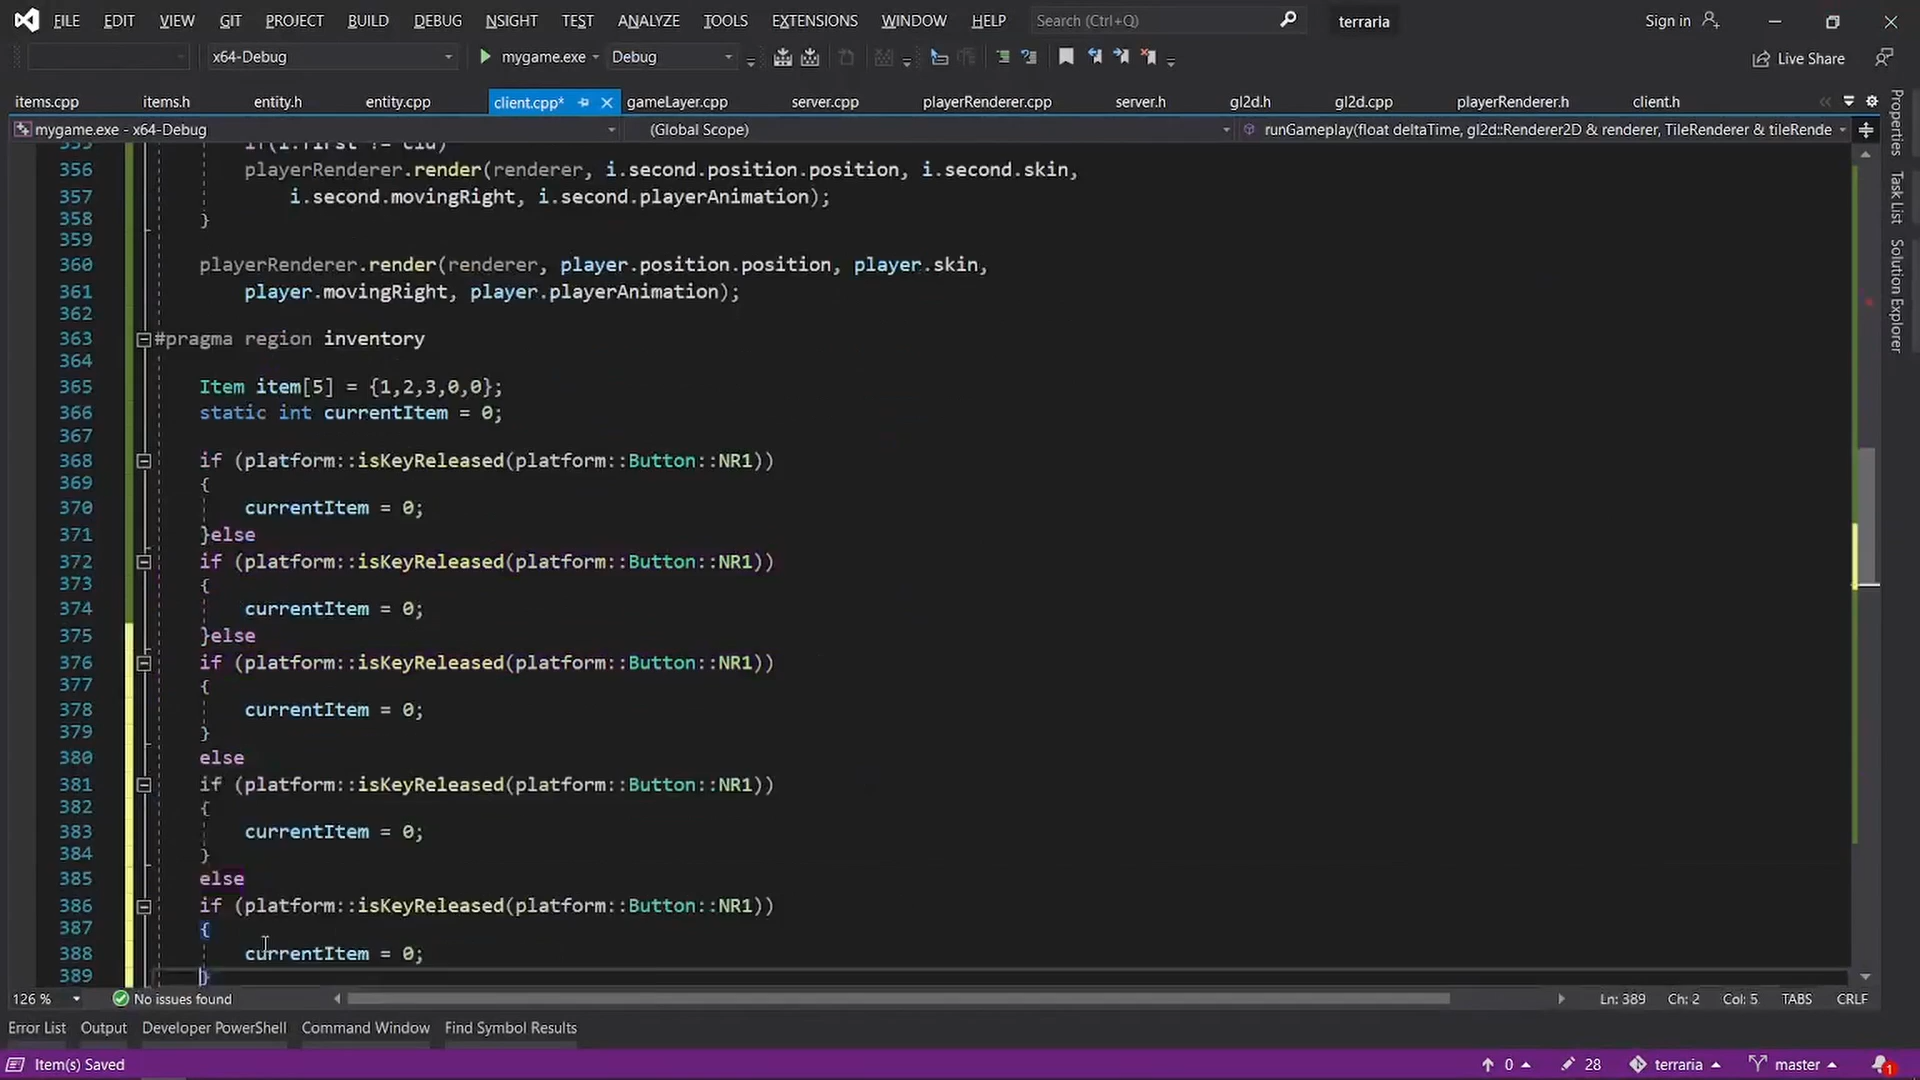 FILE EDIT VIEW GIT PROJECT BUILD DEBUG NSIGHT TEST ANALYZE TOOLS EXTENSIONS WINDOW HELP Search (Ctrl+Q) terraria Sign in
x64-Debug mygame.exe Debug Live Share
items.cpp items.h entity.h entity.cpp client.cpp* gameLayer.cpp server.cpp playerRenderer.cpp server.h gl2d.h gl2d.cpp playerRenderer.h client.h
mygame.exe - x64-Debug (Global Scope) runGameplay(float deltaTime, gl2d::Renderer2D & renderer, TileRenderer & tileRende
Properties
Task List
Solution Explorer
355 if(i.first != cid)
356 playerRenderer.render(renderer, i.second.position.position, i.second.skin,
357 i.second.movingRight, i.second.playerAnimation);
358 }
359
360 playerRenderer.render(renderer, player.position.position, player.skin,
361 player.movingRight, player.playerAnimation);
362
363 #pragma region inventory
364
365 Item item[5] = {1,2,3,0,0};
366 static int currentItem = 0;
367
368 if (platform::isKeyReleased(platform::Button::NR1))
369 {
370 currentItem = 0;
371 }else
372 if (platform::isKeyReleased(platform::Button::NR1))
373 {
374 currentItem = 0;
375 }else
376 if (platform::isKeyReleased(platform::Button::NR1))
377 {
378 currentItem = 0;
379 }
380 else
381 if (platform::isKeyReleased(platform::Button::NR1))
382 {
383 currentItem = 0;
384 }
385 else
386 if (platform::isKeyReleased(platform::Button::NR1))
387 {
388 currentItem = 0;
389 }
126 % No issues found Ln: 389 Ch: 2 Col: 5 TABS CRLF
Error List Output Developer PowerShell Command Window Find Symbol Results
Item(s) Saved 0 28 terraria master 1